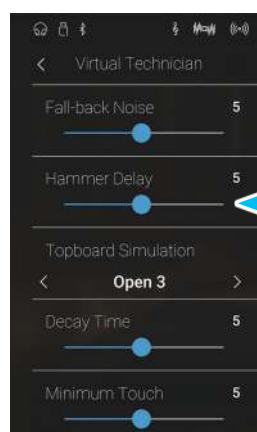 Virtual Technician
Fall-back Noise 5
Hammer Delay 5
Topboard Simulation
Open 3
Decay Time 5
Minimum Touch 5